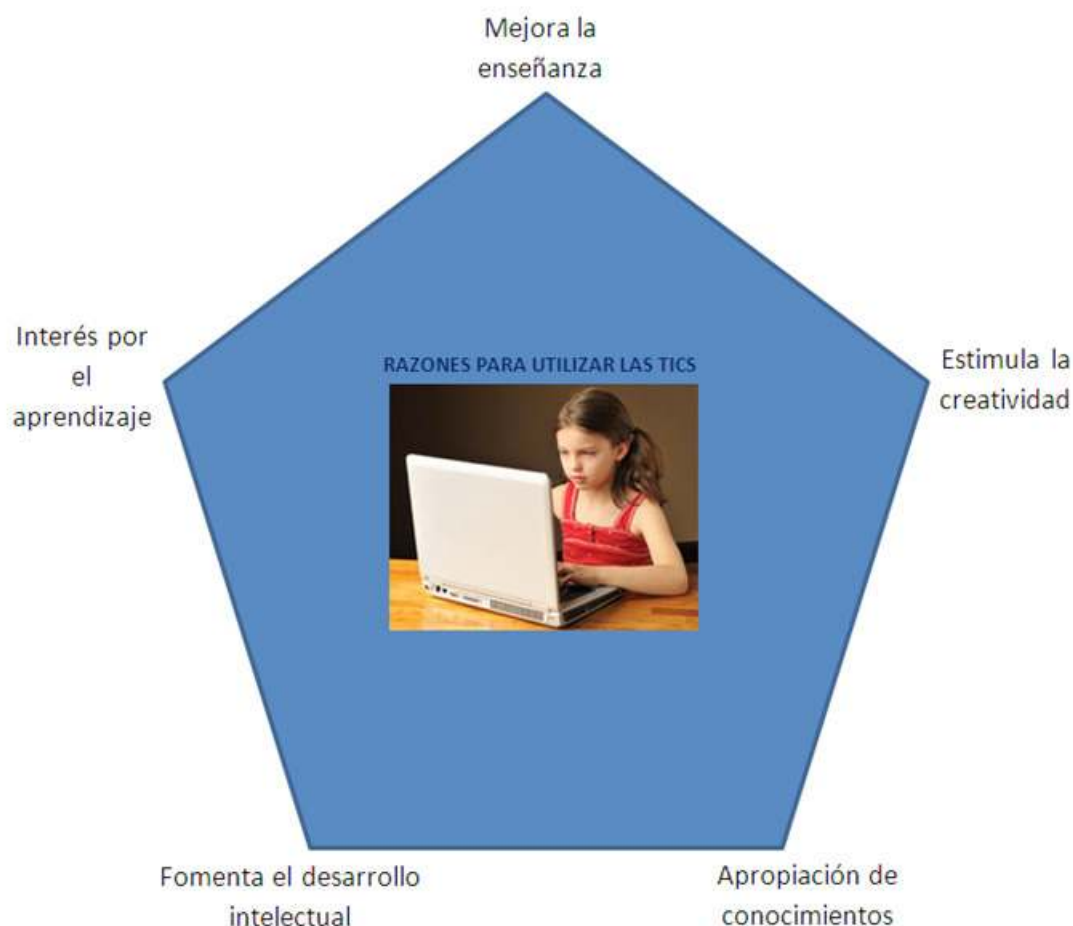 Mejora la
enseñanza
Interés por
el
aprendizaje
RAZONES PARA UTILIZAR LAS TICS
Estimula la
creatividad
Fomenta el desarrollo
intelectual
Apropiación de
conocimientos